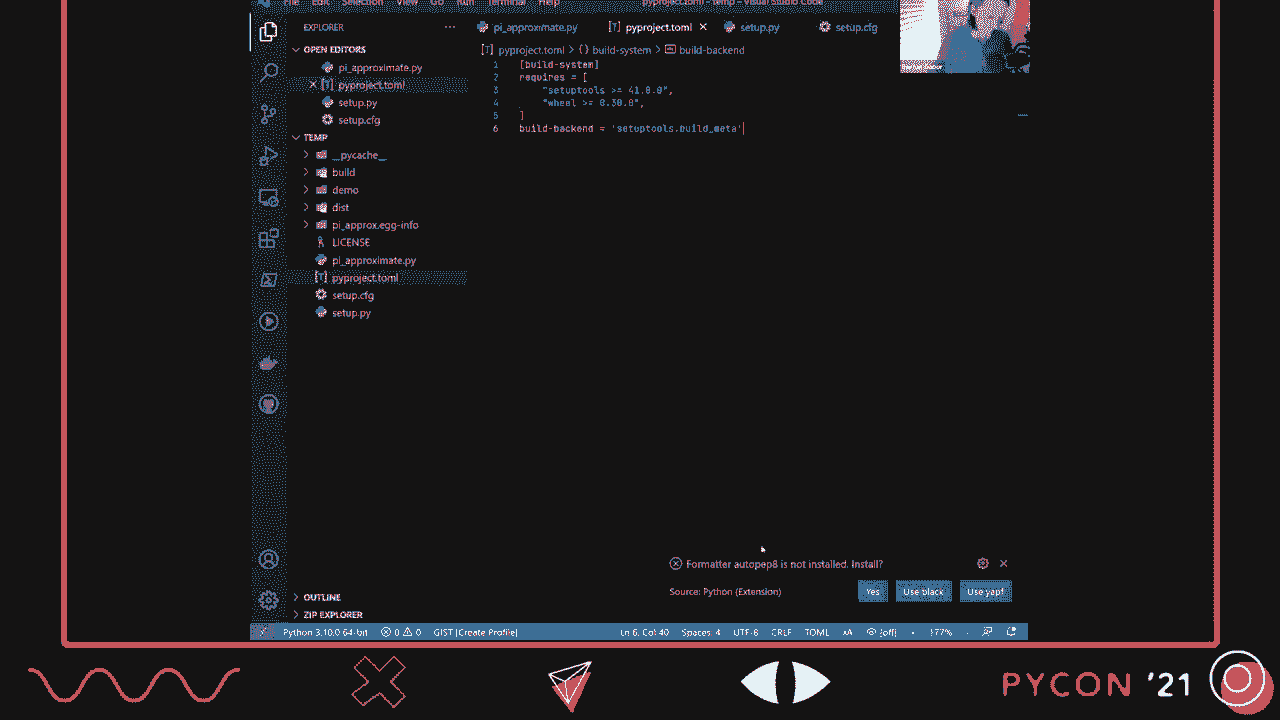 File Edit Selection View Go Run Terminal Help pyproject.toml - temp - Visual Studio Code
EXPLORER ...
pi_approximate.py pyproject.toml setup.py setup.cfg
OPEN EDITORS
pi_approximate.py
pyproject.toml
setup.py
setup.cfg
TEMP
__pycache__
build
demo
dist
pi_approx.egg-info
LICENSE
pi_approximate.py
pyproject.toml
setup.cfg
setup.py
OUTLINE
ZIP EXPLORER
pyproject.toml > {} build-system > build-backend
1 [build-system]
2 requires = [
3 "setuptools >= 41.0.0",
4 "wheel >= 0.30.0",
5 ]
6 build-backend = 'setuptools.build_meta'
Formatter autopep8 is not installed. Install?
Source: Python (Extension) Yes Use black Use yapf
Python 3.10.0 64-bit 0 0 GIST [Create Profile] Ln 6, Col 40 Spaces: 4 UTF-8 CRLF TOML xA [off] 377%
PYCON '21